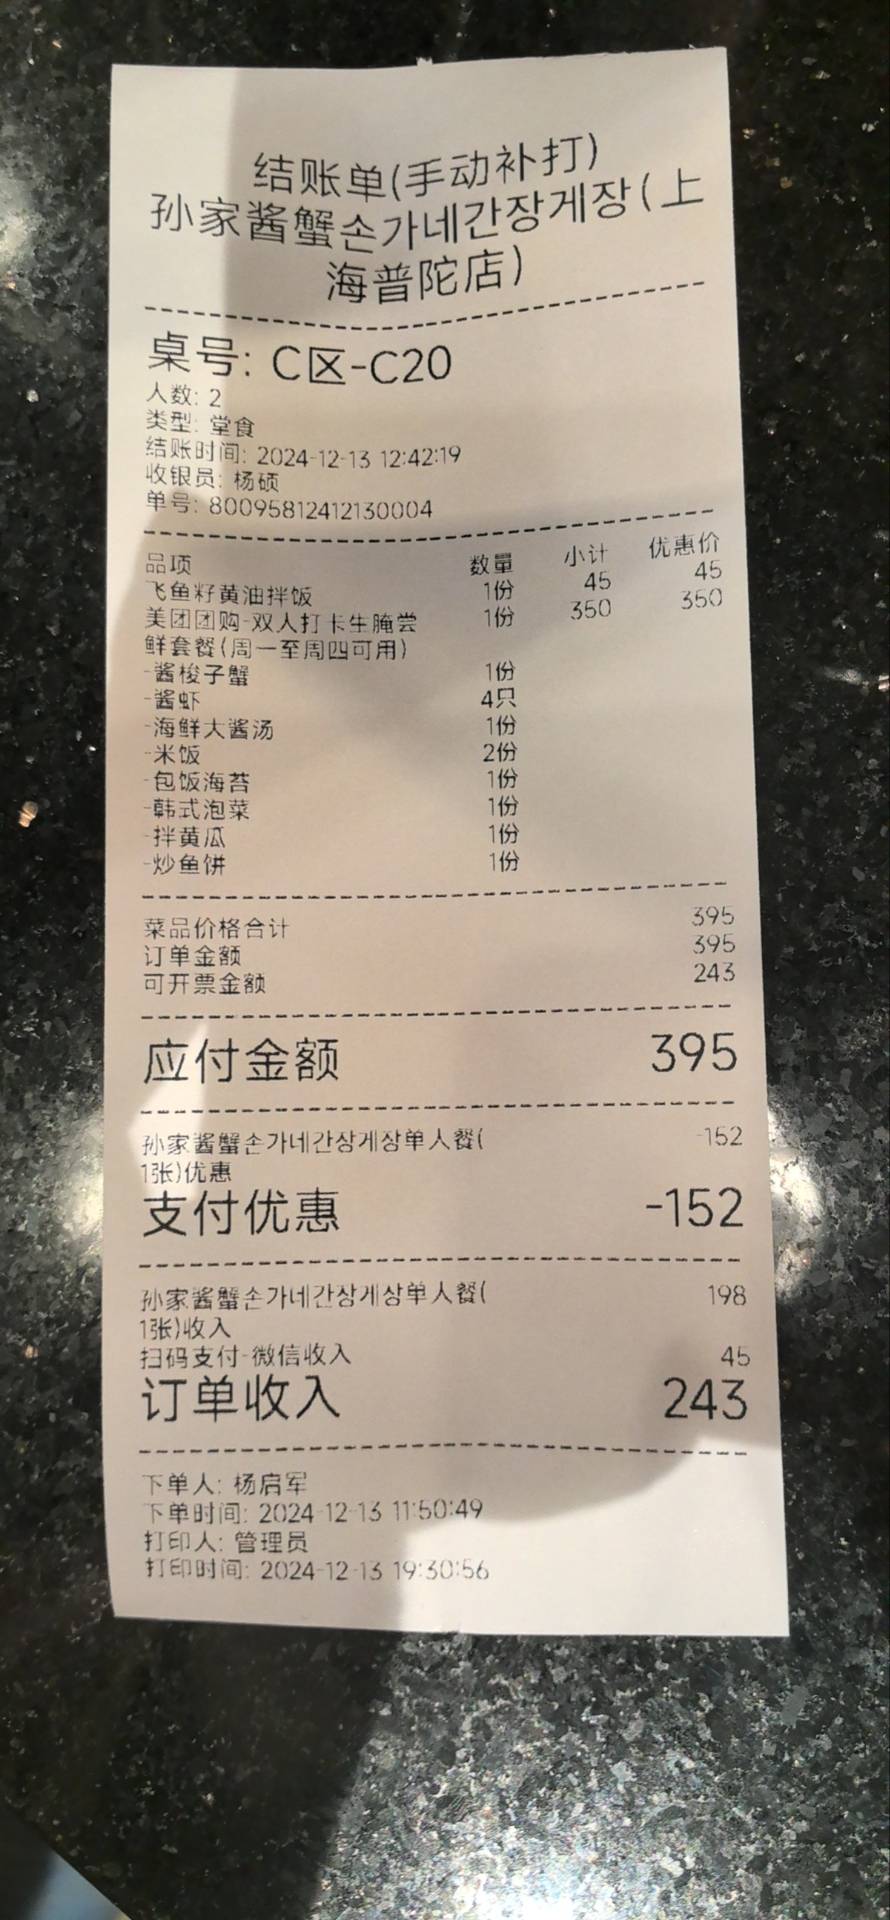 结账单(手动补打)
孙家酱蟹손가네간장게장(上
海普陀店)
桌号: C区-C20
人数: 2
类型: 堂食
结账时间: 2024-12-13 12:42:19
收银员: 杨硕
单号: 80095812412130004
品项 数量 小计 优惠价
飞鱼籽黄油拌饭 1份 45 45
美团团购-双人打卡生腌尝 1份 350 350
鲜套餐(周一至周四可用)
-酱梭子蟹 1份
-酱虾 4只
-海鲜大酱汤 1份
-米饭 2份
-包饭海苔 1份
-韩式泡菜 1份
-拌黄瓜 1份
-炒鱼饼 1份
菜品价格合计 395
订单金额 395
可开票金额 243
应付金额 395
孙家酱蟹손가네간장게장单人餐( -152
1张)优惠
支付优惠 -152
孙家酱蟹손가네간장게장单人餐( 198
1张)收入
扫码支付-微信收入 45
订单收入 243
下单人: 杨启军
下单时间: 2024-12-13 11:50:49
打印人: 管理员
打印时间: 2024-12-13 19:30:56